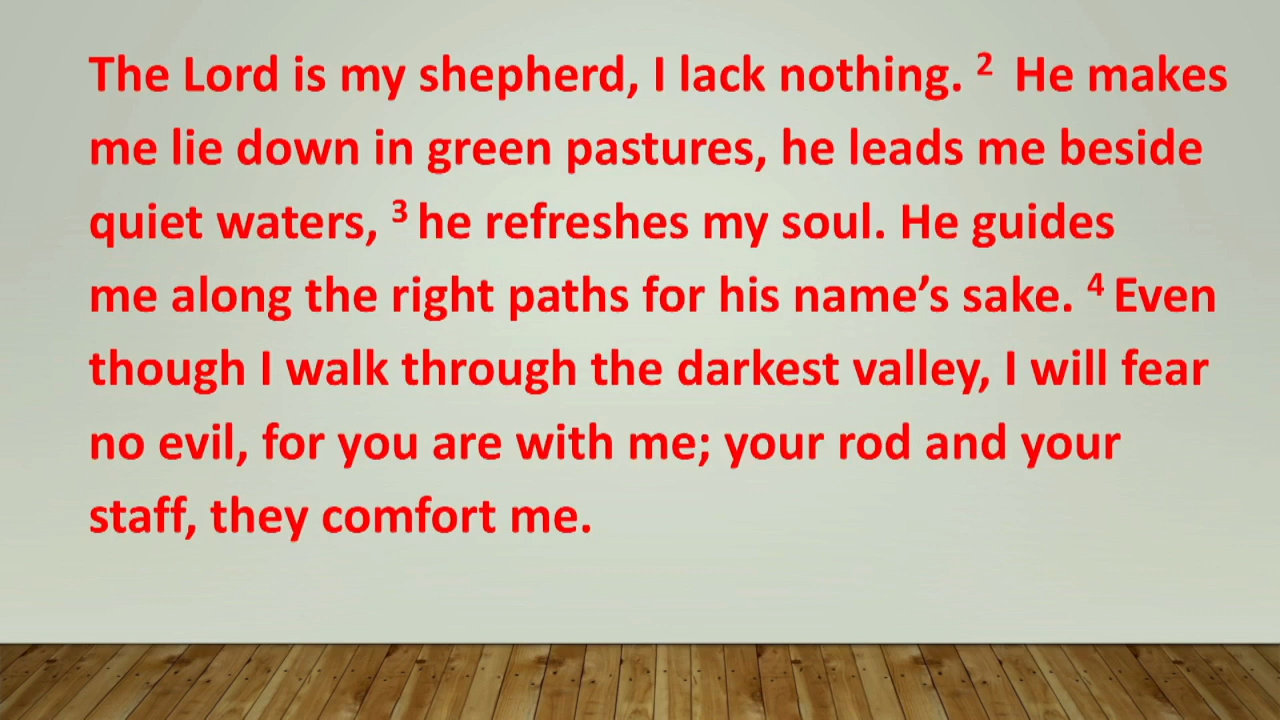 The Lord is my shepherd, I lack nothing. ² He makes
me lie down in green pastures, he leads me beside
quiet waters, ³ he refreshes my soul. He guides
me along the right paths for his name’s sake. ⁴ Even
though I walk through the darkest valley, I will fear
no evil, for you are with me; your rod and your
staff, they comfort me.